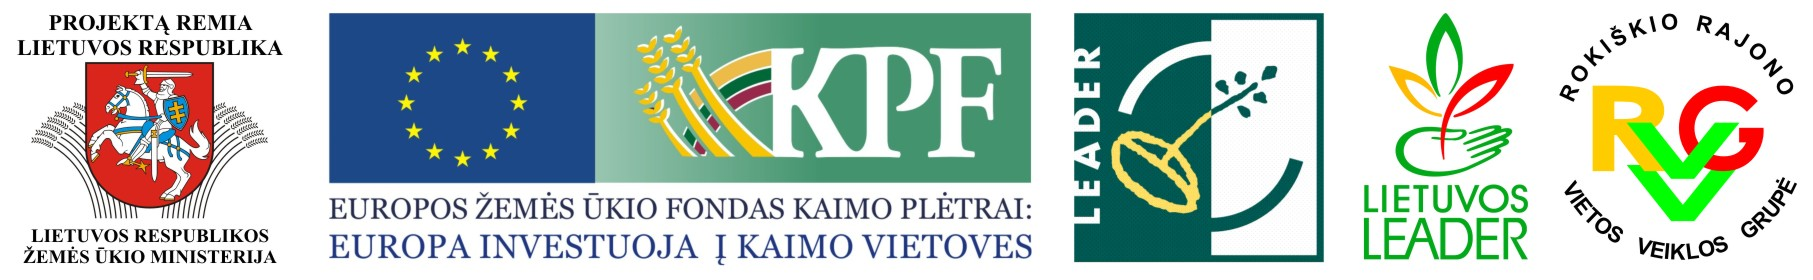 PROJEKTĄ REMIA
LIETUVOS RESPUBLIKA
LIETUVOS RESPUBLIKOS
ŽEMĖS ŪKIO MINISTERIJA
KPF
EUROPOS ŽEMĖS ŪKIO FONDAS KAIMO PLĖTRAI:
EUROPA INVESTUOJA Į KAIMO VIETOVES
LEADER
LIETUVOS
LEADER
ROKIŠKIO RAJONO
RVVG
VIETOS VEIKLOS GRUPĖ